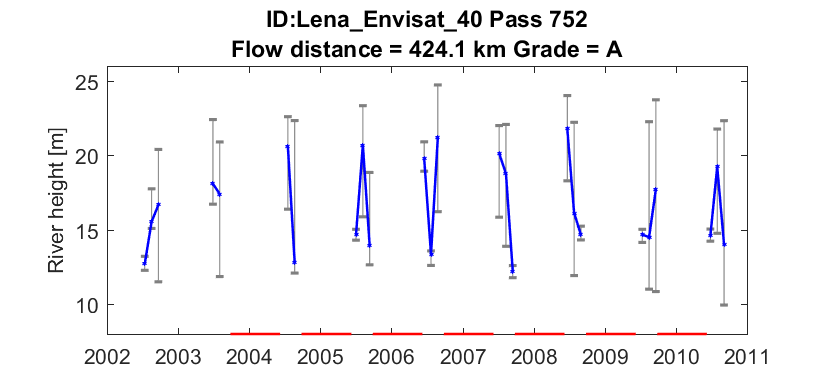 ID:Lena_Envisat_40 Pass 752
Flow distance = 424.1 km Grade = A
River height [m]
25
20
15
10
2002 2003 2004 2005 2006 2007 2008 2009 2010 2011